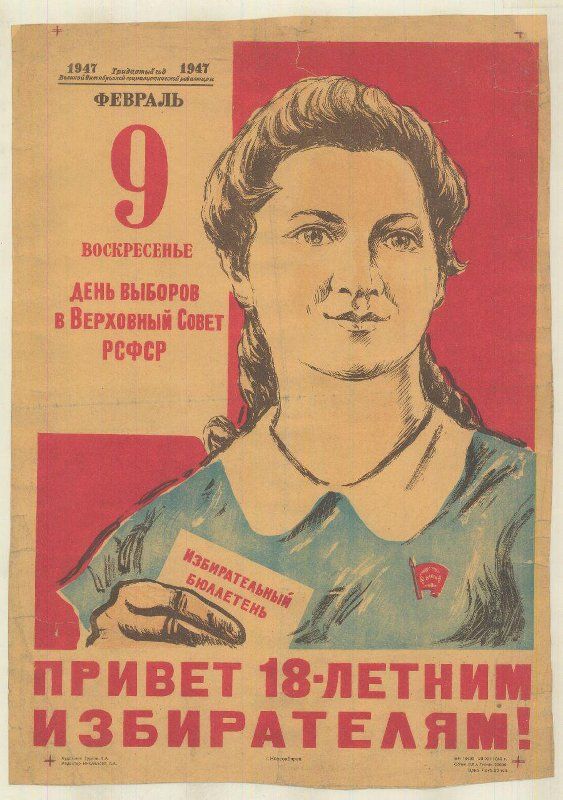 1947 Тридцатый год 1947
Великой Октябрьской социалистической революции
ФЕВРАЛЬ
9
ВОСКРЕСЕНЬЕ
ДЕНЬ ВЫБОРОВ
В ВЕРХОВНЫЙ СОВЕТ
РСФСР
ИЗБИРАТЕЛЬНЫЙ
БЮЛЛЕТЕНЬ
ПРИВЕТ 18-ЛЕТНИМ
ИЗБИРАТЕЛЯМ!
г. Новосибирск